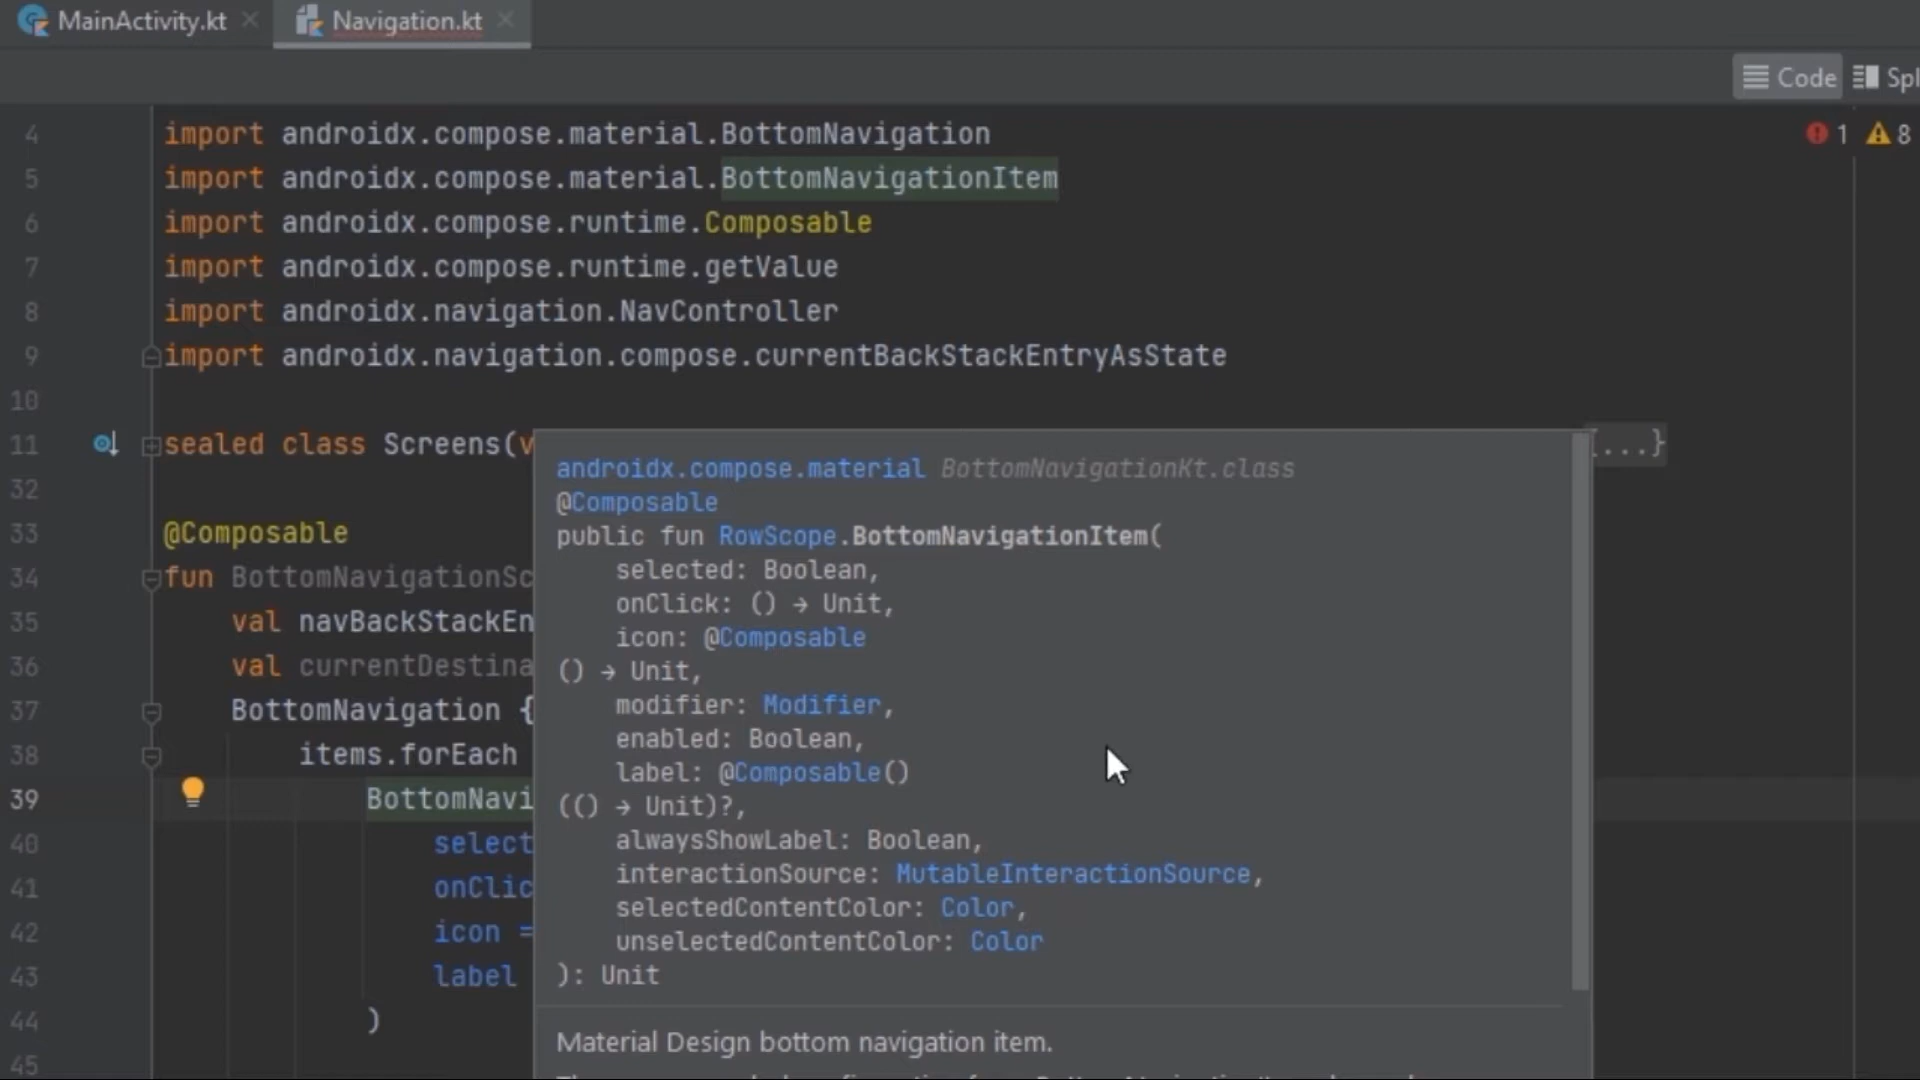 MainActivity.kt
Navigation.kt
Code
Spl
4 import androidx.compose.material.BottomNavigation
1 8
5 import androidx.compose.material.BottomNavigationItem
6 import androidx.compose.runtime.Composable
7 import androidx.compose.runtime.getValue
8 import androidx.navigation.NavController
9 import androidx.navigation.compose.currentBackStackEntryAsState
10
11 sealed class Screens(v
...}
32
33 @Composable
34 fun BottomNavigationSc
35 val navBackStackEn
36 val currentDestina
37 BottomNavigation {
38 items.forEach
39 BottomNavi
40 select
41 onClic
42 icon =
43 label
44 )
45
androidx.compose.material BottomNavigationKt.class
@Composable
public fun RowScope.BottomNavigationItem(
selected: Boolean,
onClick: () → Unit,
icon: @Composable
() → Unit,
modifier: Modifier,
enabled: Boolean,
label: @Composable()
(() → Unit)?,
alwaysShowLabel: Boolean,
interactionSource: MutableInteractionSource,
selectedContentColor: Color,
unselectedContentColor: Color
): Unit
Material Design bottom navigation item.